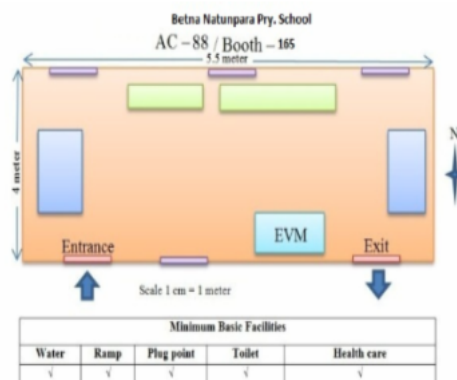 Betna Natunpara Pry. School
AC – 88 / Booth – 165
5.5 meter
4 meter
N
EVM
Entrance
Exit
Scale 1 cm = 1 meter
Minimum Basic Facilities
Water Ramp Plug point Toilet Health care
√ √ √ √ √